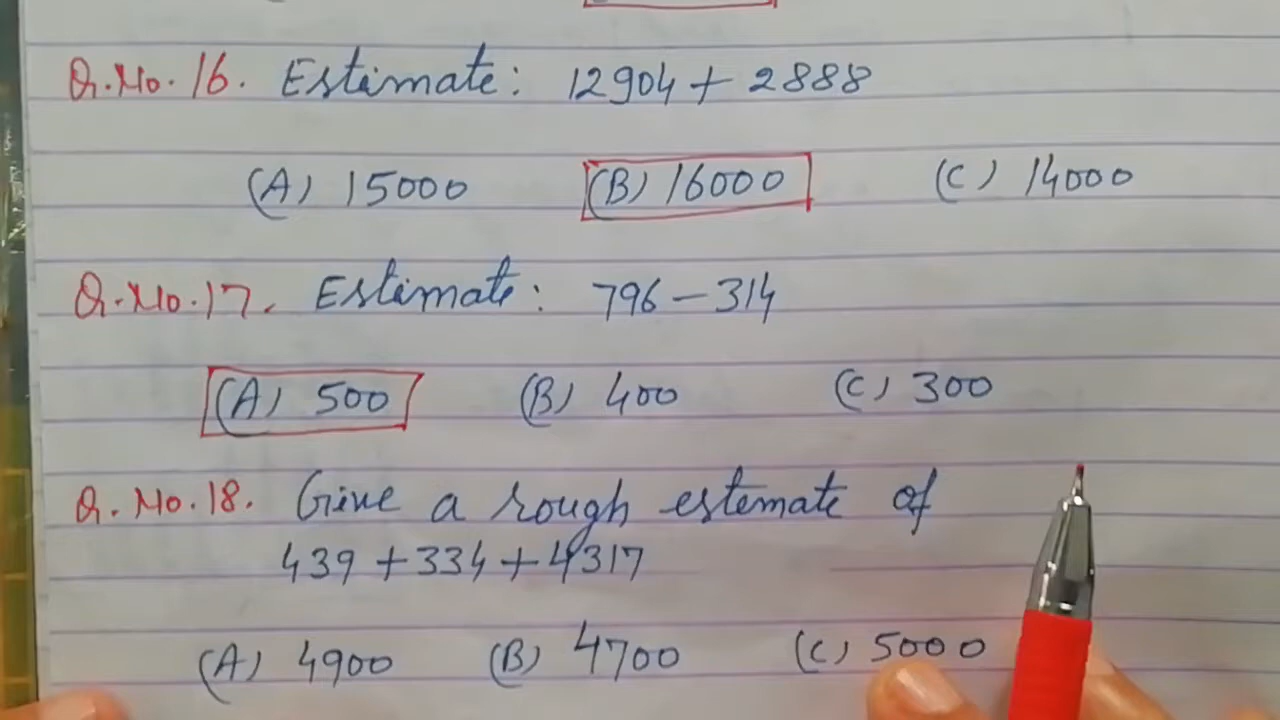 Q.No.16. Estimate: 12904 + 2888
(A) 15000 (B) 16000 (C) 14000
Q.No.17. Estimate: 796 - 314
(A) 500 (B) 400 (C) 300
Q.No.18. Give a rough estemate of
439 + 334 + 4317
(A) 4900 (B) 4700 (C) 5000